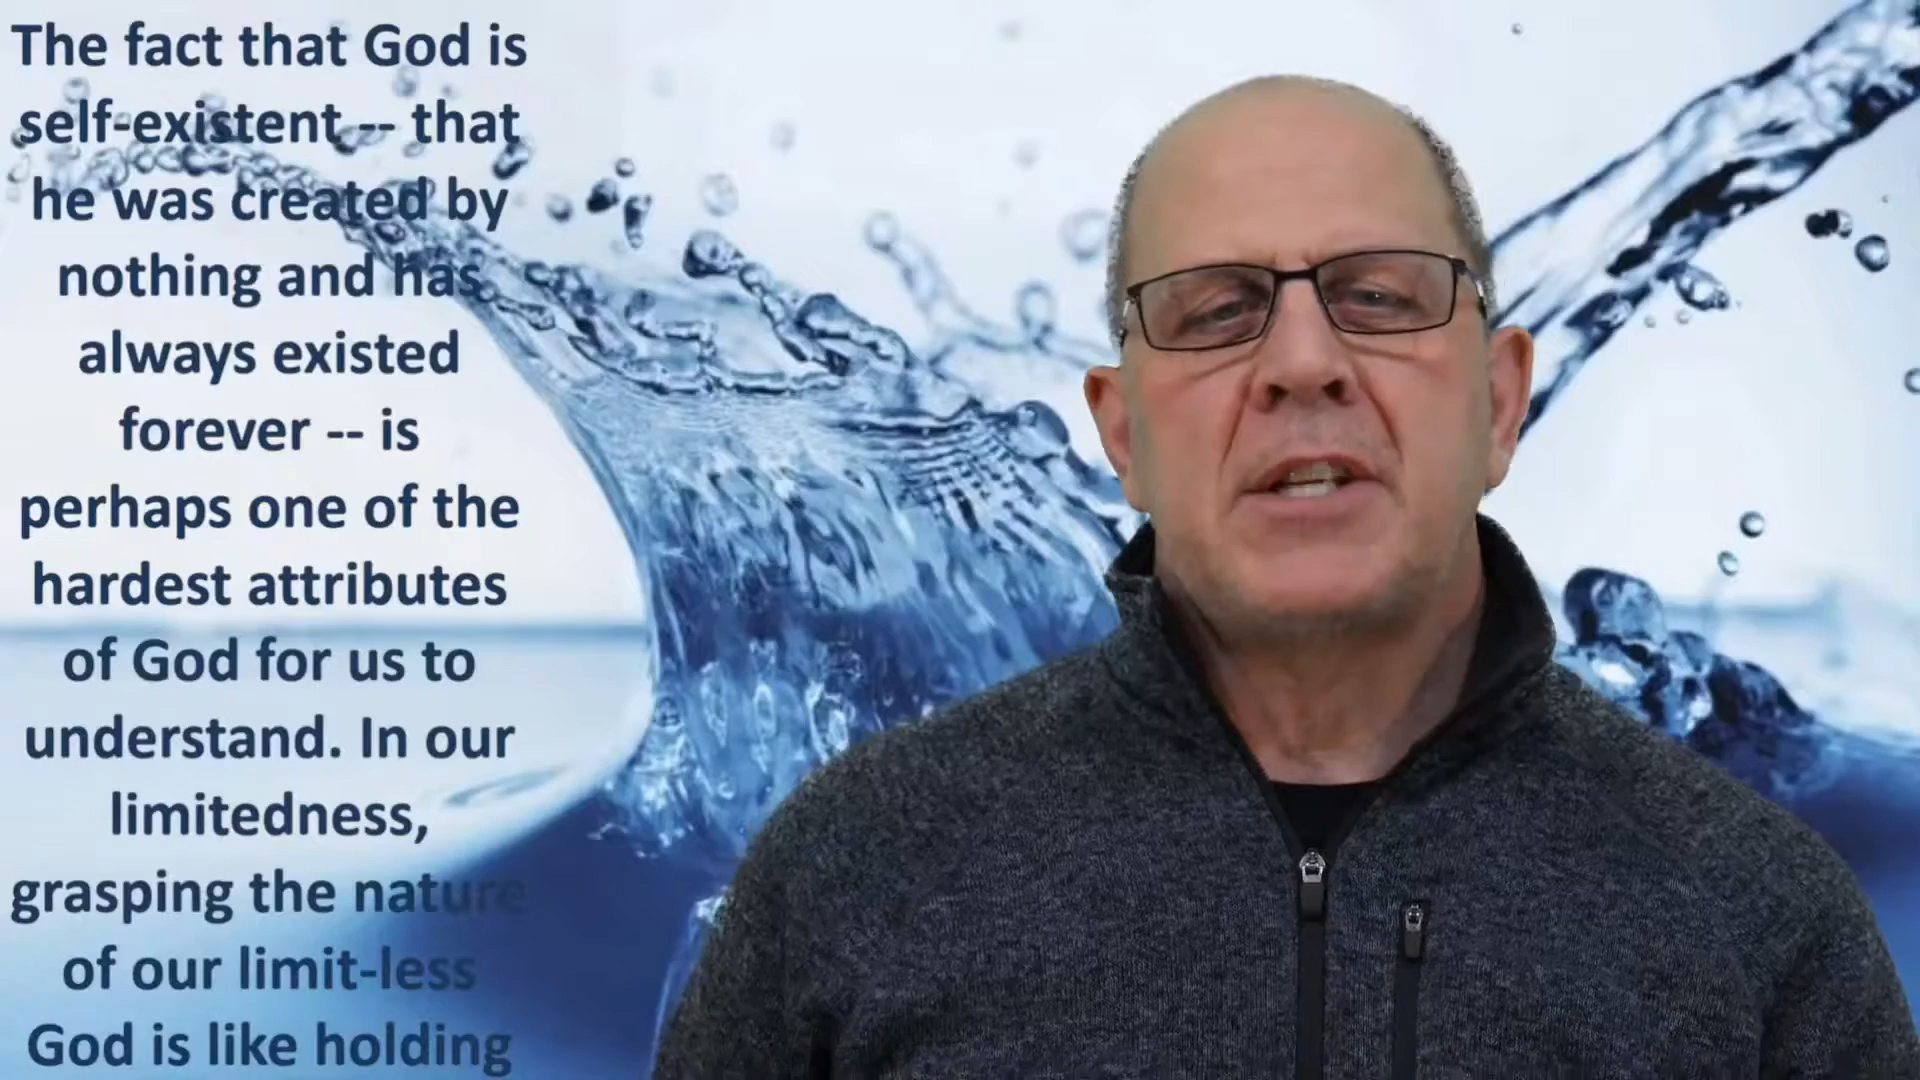 The fact that God is
self-existent -- that
he was created by
nothing and has
always existed
forever -- is
perhaps one of the
hardest attributes
of God for us to
understand. In our
limitedness,
grasping the nature
of our limit-less
God is like holding